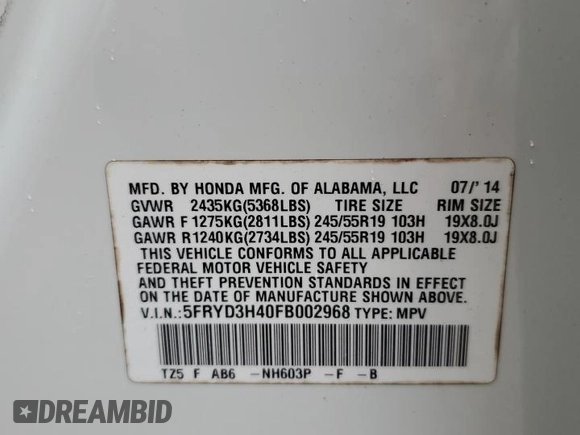 MFD. BY HONDA MFG. OF ALABAMA, LLC 07/'14
GVWR 2435KG(5368LBS) TIRE SIZE RIM SIZE
GAWR F 1275KG(2811LBS) 245/55R19 103H 19X8.0J
GAWR R1240KG(2734LBS) 245/55R19 103H 19X8.0J
THIS VEHICLE CONFORMS TO ALL APPLICABLE
FEDERAL MOTOR VEHICLE SAFETY
AND THEFT PREVENTION STANDARDS IN EFFECT
ON THE DATE OF MANUFACTURE SHOWN ABOVE.
V.I.N.:5FRYD3H40FB002968 TYPE: MPV
TZ5 F AB6 -NH603P -F -B
DREAMBID